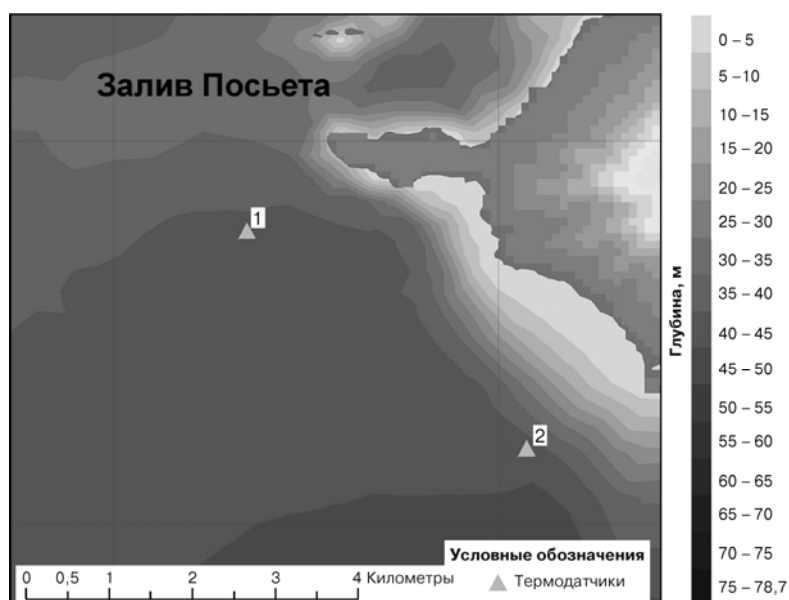 Залив Посьета
1
2
Условные обозначения
Термодатчики
0 0,5 1 2 3 4 Километры
Глубина, м
0 – 5
5 –10
10 –15
15 – 20
20 – 25
25 – 30
30 – 35
35 – 40
40 – 45
45 – 50
50 – 55
55 – 60
60 – 65
65 – 70
70 – 75
75 – 78,7